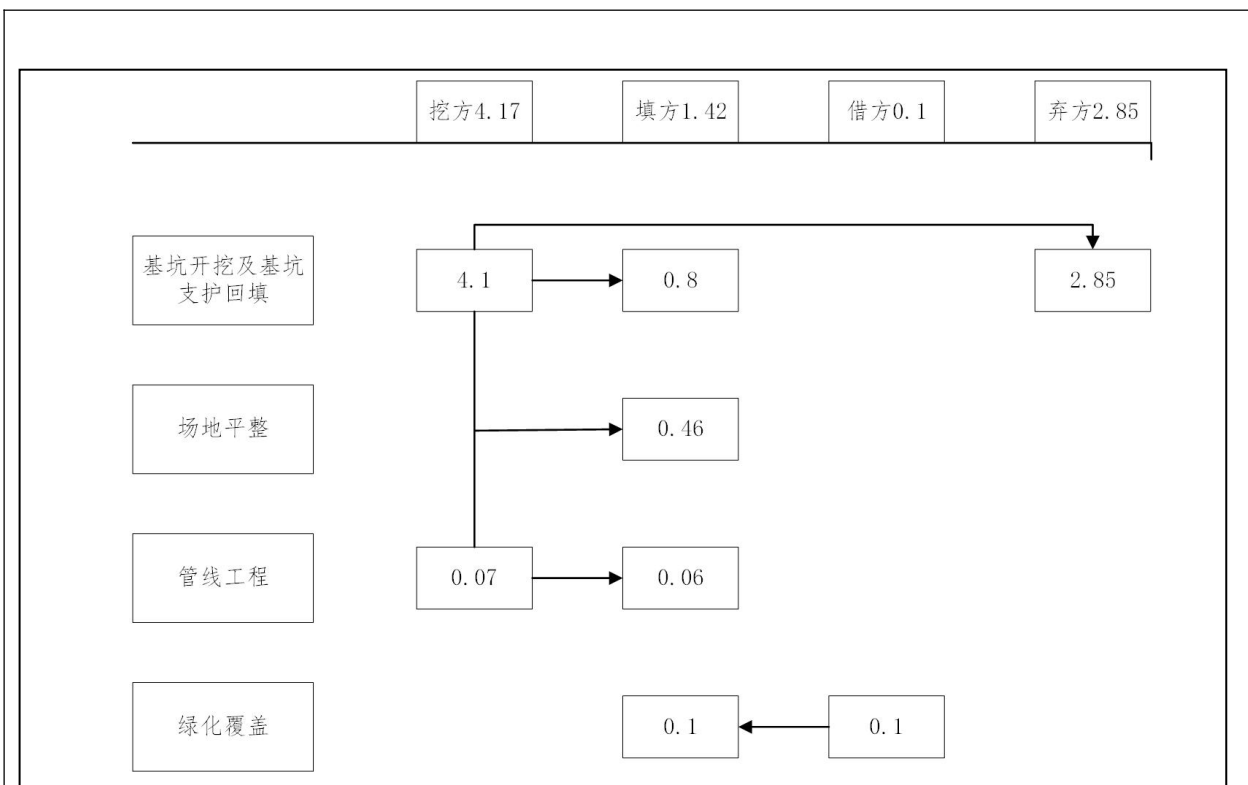 挖方4.17
填方1.42
借方0.1
弃方2.85
基坑开挖及基坑
支护回填
4.1
0.8
2.85
场地平整
0.46
管线工程
0.07
0.06
绿化覆盖
0.1
0.1